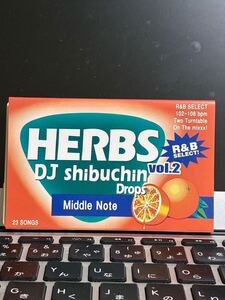 R&B SELECT
102-108 bpm
Two Turntable
On The mixxx!
HERBS
R&B
SELECT!
vol.2
DJ shibuchin
Drops
Middle Note
23 SONGS